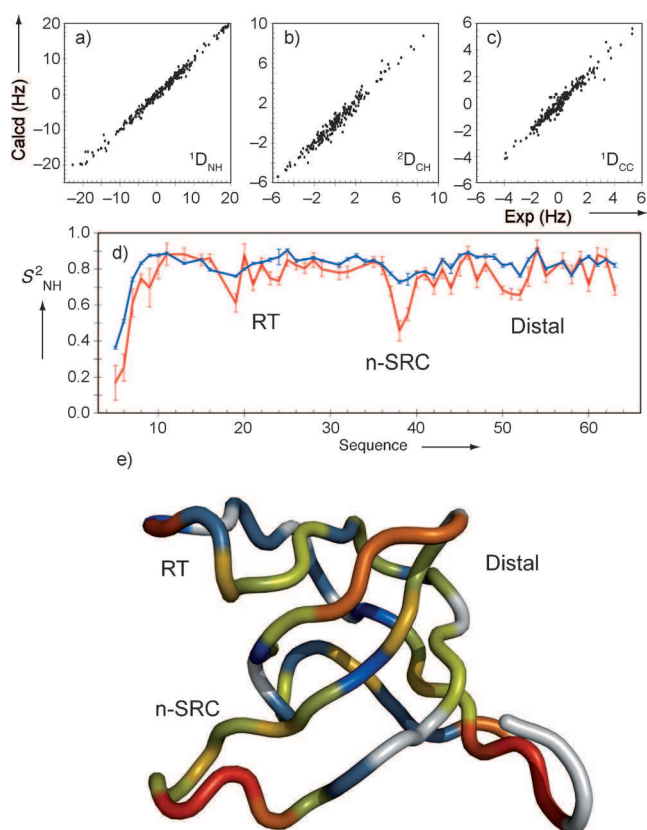 a)
b)
c)
Calcd (Hz)
20
10
0
−10
−20
−20 −10 0 10 20
¹D_NH
10
6
2
−2
−6
−6 −2 2 6 10
²D_CH
6
4
2
0
−2
−4
−6
−6 −4 −2 0 2 4 6
¹D_CC
Exp (Hz)
d)
S²_NH
1.0
0.8
0.6
0.4
0.2
0.0
RT
n-SRC
Distal
10 20 30 40 50 60
Sequence
e)
RT
Distal
n-SRC